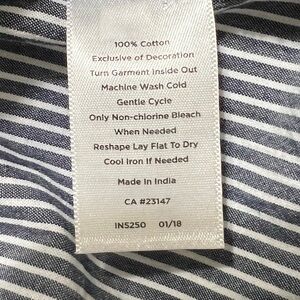 100% Cotton
Exclusive of Decoration
Turn Garment Inside Out
Machine Wash Cold
Gentle Cycle
Only Non-chlorine Bleach
When Needed
Reshape Lay Flat To Dry
Cool Iron If Needed
Made In India
CA #23147
INS250 01/18